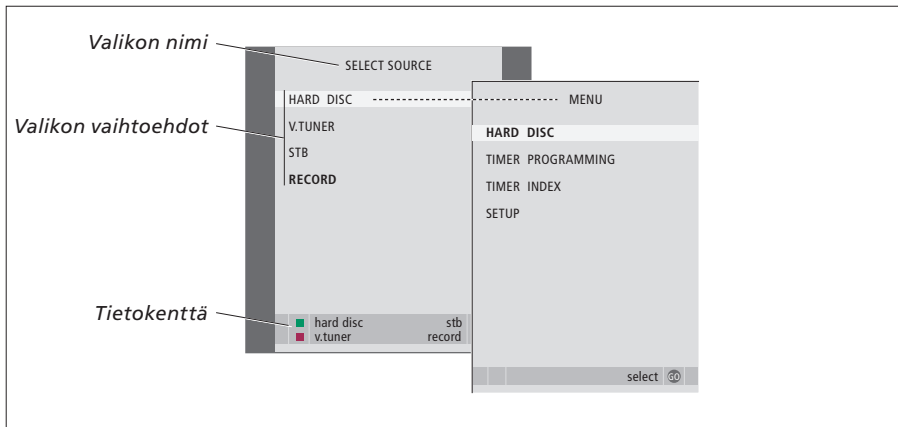 Valikon nimi
Valikon vaihtoehdot
Tietokenttä
SELECT SOURCE
HARD DISC
V.TUNER
STB
RECORD
hard disc stb
v.tuner record
MENU
HARD DISC
TIMER PROGRAMMING
TIMER INDEX
SETUP
select GO